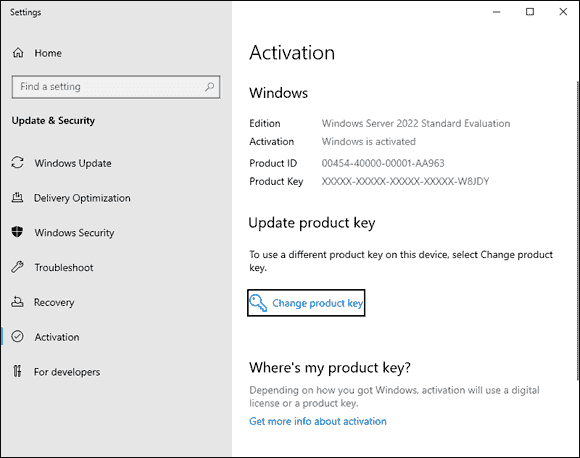 Settings
Home
Find a setting
Update & Security
Windows Update
Delivery Optimization
Windows Security
Troubleshoot
Recovery
Activation
For developers
Activation
Windows
Edition Windows Server 2022 Standard Evaluation
Activation Windows is activated
Product ID 00454-40000-00001-AA963
Product Key XXXXX-XXXXX-XXXXX-XXXXX-W8JDY
Update product key
To use a different product key on this device, select Change product
key.
Change product key
Where's my product key?
Depending on how you got Windows, activation will use a digital
license or a product key.
Get more info about activation